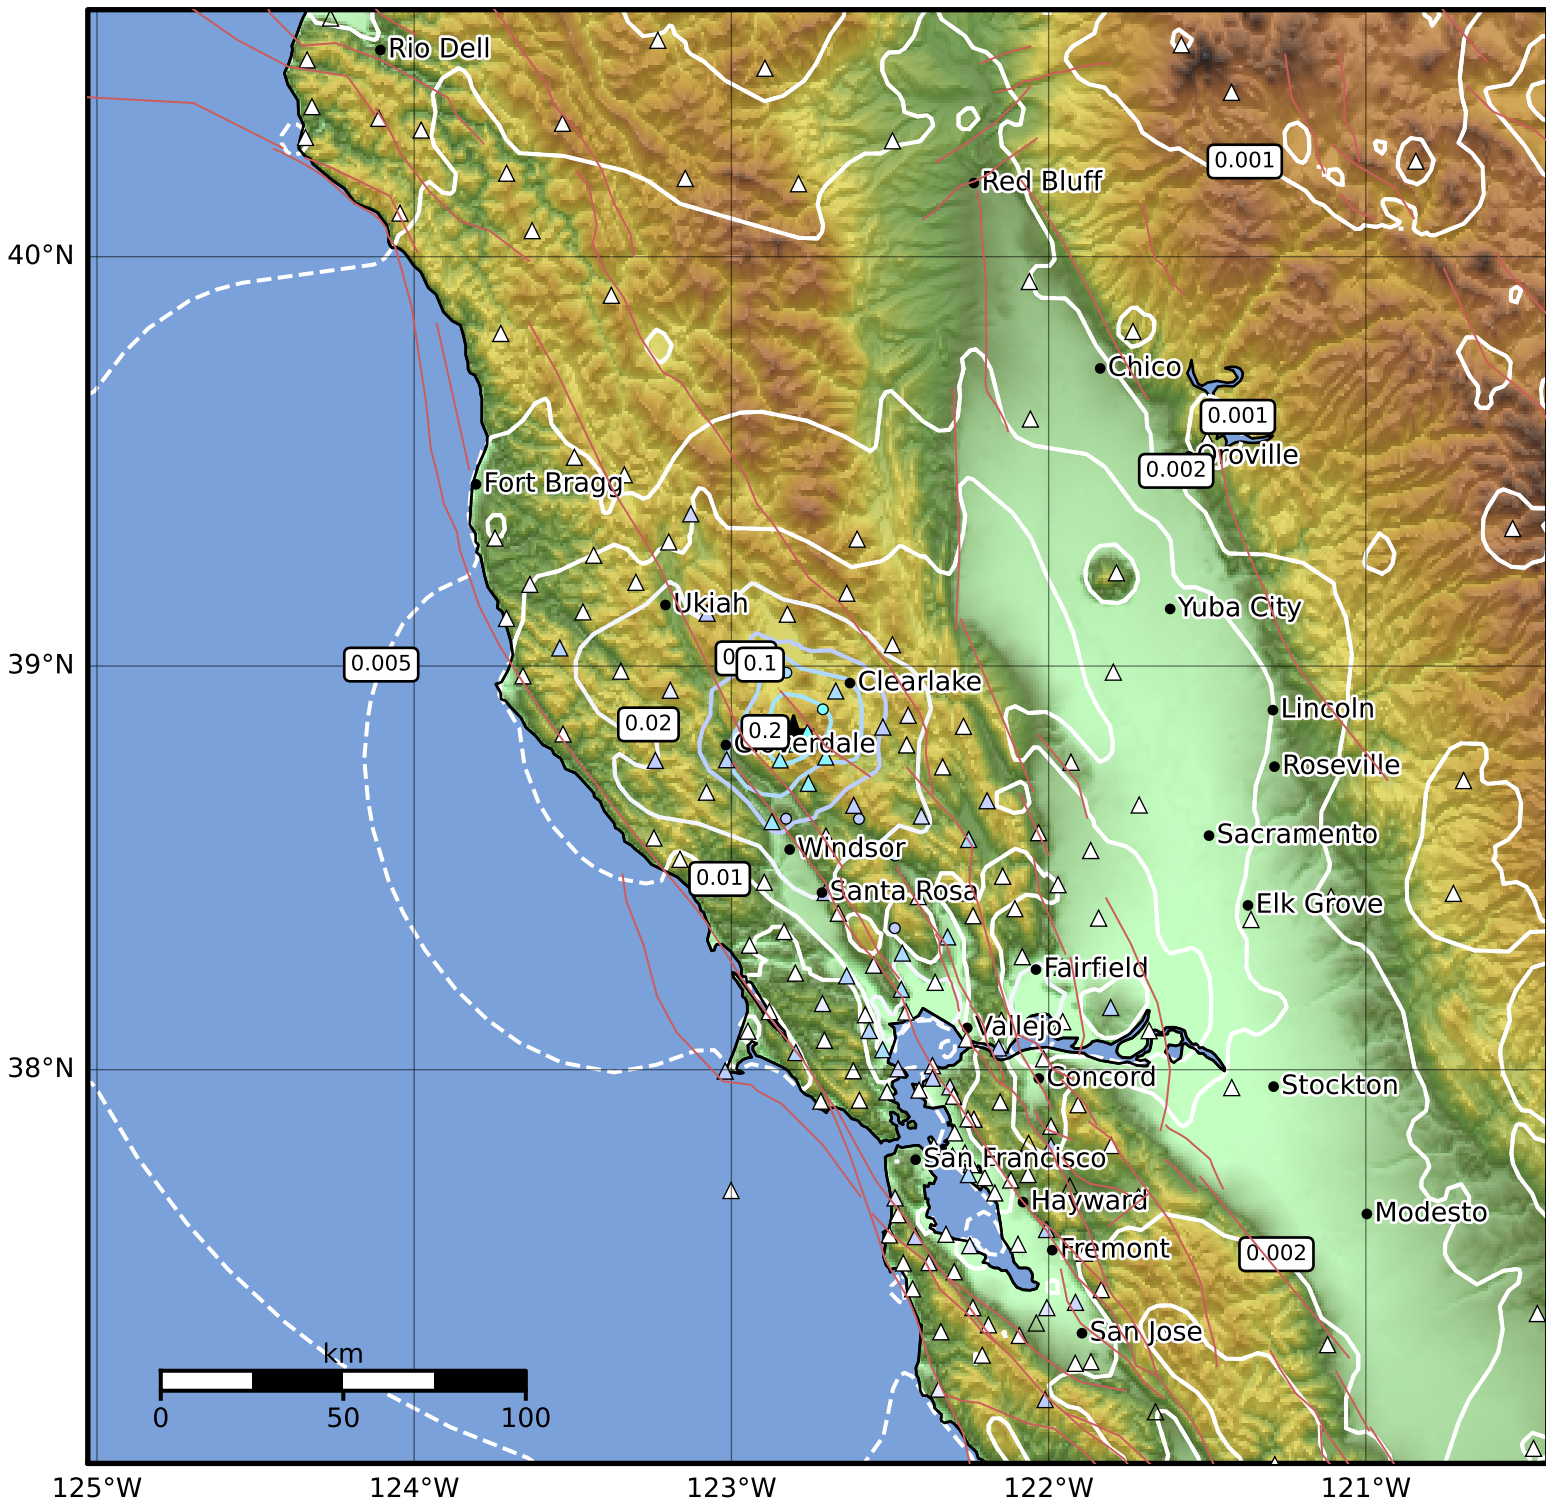 Rio Dell
0.001
Red Bluff
40°N
Chico
0.001
Oroville
0.002
Fort Bragg
Ukiah
Yuba City
39°N
0.005
0.1
Clearlake
Lincoln
0.02
0.2
Cloverdale
Roseville
Sacramento
Windsor
0.01
Santa Rosa
Elk Grove
Fairfield
Vallejo
38°N
Concord
Stockton
San Francisco
Hayward
Modesto
Fremont
0.002
San Jose
km
0 50 100
125°W 124°W 123°W 122°W 121°W